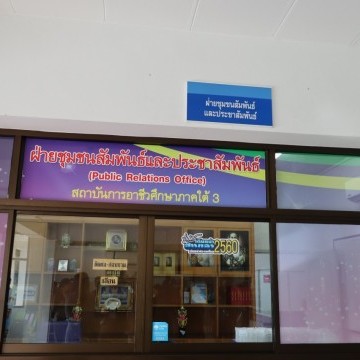 ฝ่ายชุมชนสัมพันธ์
และประชาสัมพันธ์
ฝ่ายชุมชนสัมพันธ์และประชาสัมพันธ์
(Public Relations Office)
สถาบันการอาชีวศึกษาภาคใต้ 3
2560